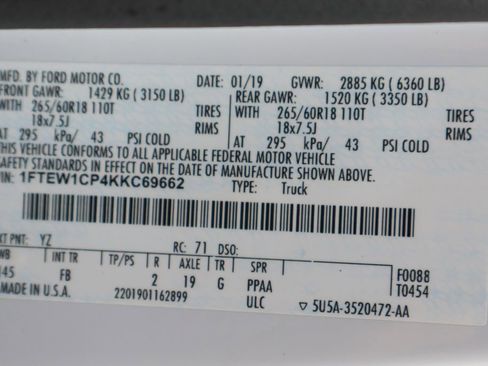 MFD. BY FORD MOTOR CO. DATE: 01/19 GVWR: 2885 KG ( 6360 LB)
FRONT GAWR: 1429 KG ( 3150 LB) REAR GAWR: 1520 KG ( 3350 LB)
WITH 265/60R18 110T TIRES WITH 265/60R18 110T TIRES
18x7.5J RIMS 18x7.5J RIMS
AT 295 kPa/ 43 PSI COLD AT 295 kPa/ 43 PSI COLD
THIS VEHICLE CONFORMS TO ALL APPLICABLE FEDERAL MOTOR VEHICLE
SAFETY STANDARDS IN EFFECT ON THE DATE OF MANUFACTURE SHOWN ABOVE.
VIN: 1FTEW1CP4KKC69662 TYPE: Truck
EXT PNT: YZ RC: 71 DSO:
WB INT TR TP/PS R AXLE TR SPR F0088
145 FB 2 19 G PPAA T0454
MADE IN U.S.A. 2201901162899 ULC ▽ 5U5A-3520472-AA